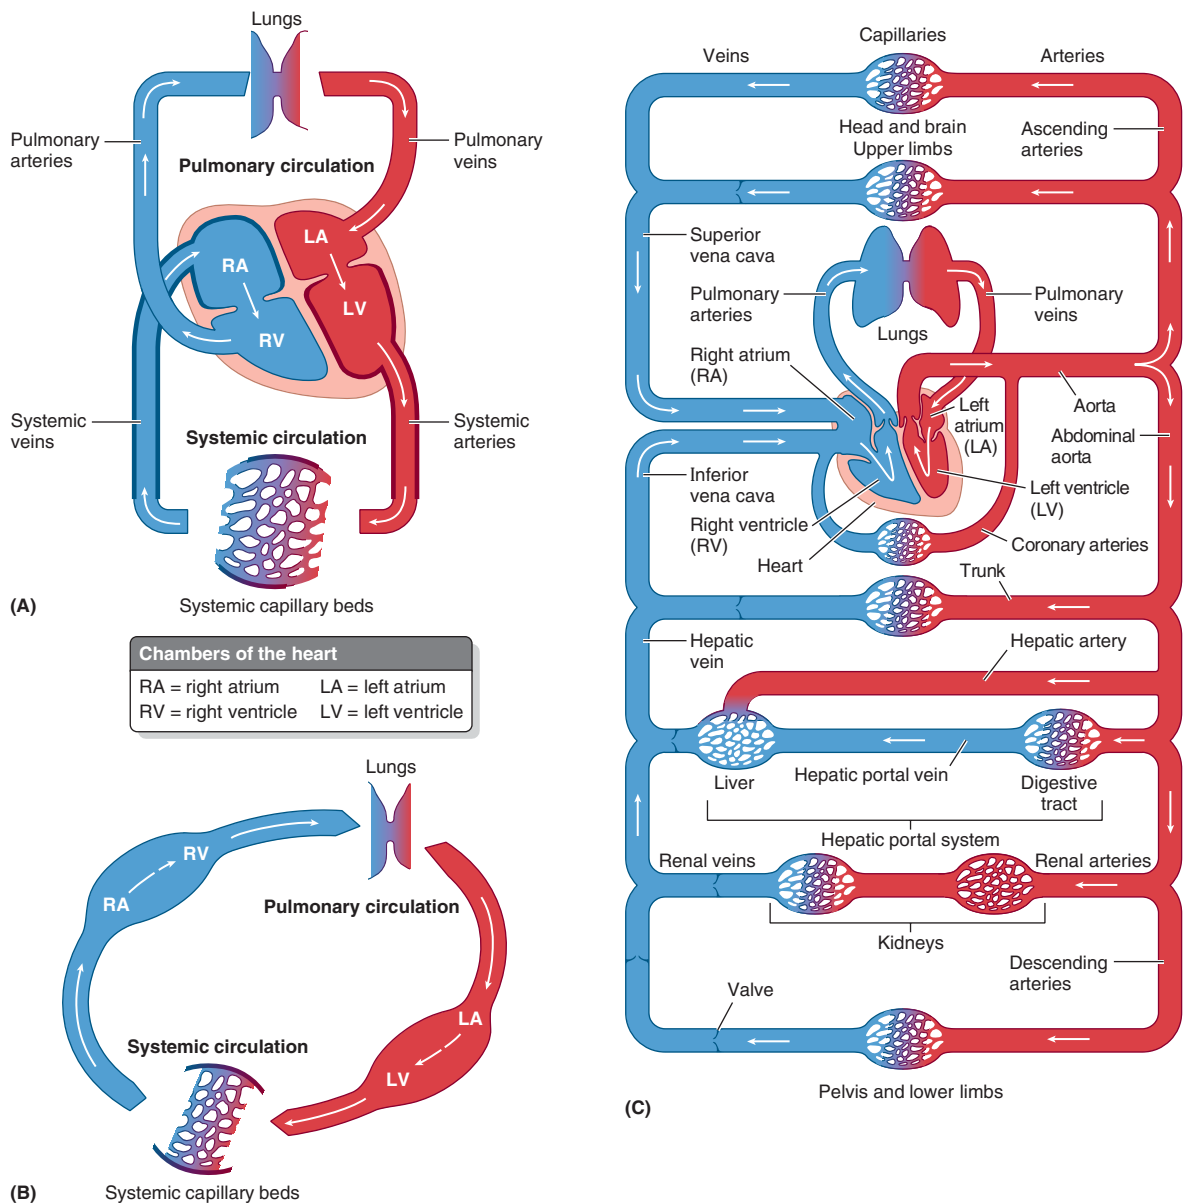 Lungs
Pulmonary
arteries
Pulmonary
veins
Pulmonary circulation
LA
RA
LV
RV
Systemic
veins
Systemic circulation
Systemic
arteries
(A)
Systemic capillary beds
Chambers of the heart
RA = right atrium LA = left atrium
RV = right ventricle LV = left ventricle
Lungs
RV
RA
Pulmonary circulation
LA
Systemic circulation
LV
(B)
Systemic capillary beds
Capillaries
Veins
Arteries
Head and brain
Upper limbs
Ascending
arteries
Superior
vena cava
Pulmonary
arteries
Lungs
Pulmonary
veins
Right atrium
(RA)
Left
atrium
(LA)
Aorta
Abdominal
aorta
Inferior
vena cava
Left ventricle
(LV)
Right ventricle
(RV)
Heart
Coronary arteries
Trunk
Hepatic
vein
Hepatic artery
Liver
Hepatic portal vein
Digestive
tract
Hepatic portal system
Renal veins
Renal arteries
Kidneys
Descending
arteries
Valve
Pelvis and lower limbs
(C)